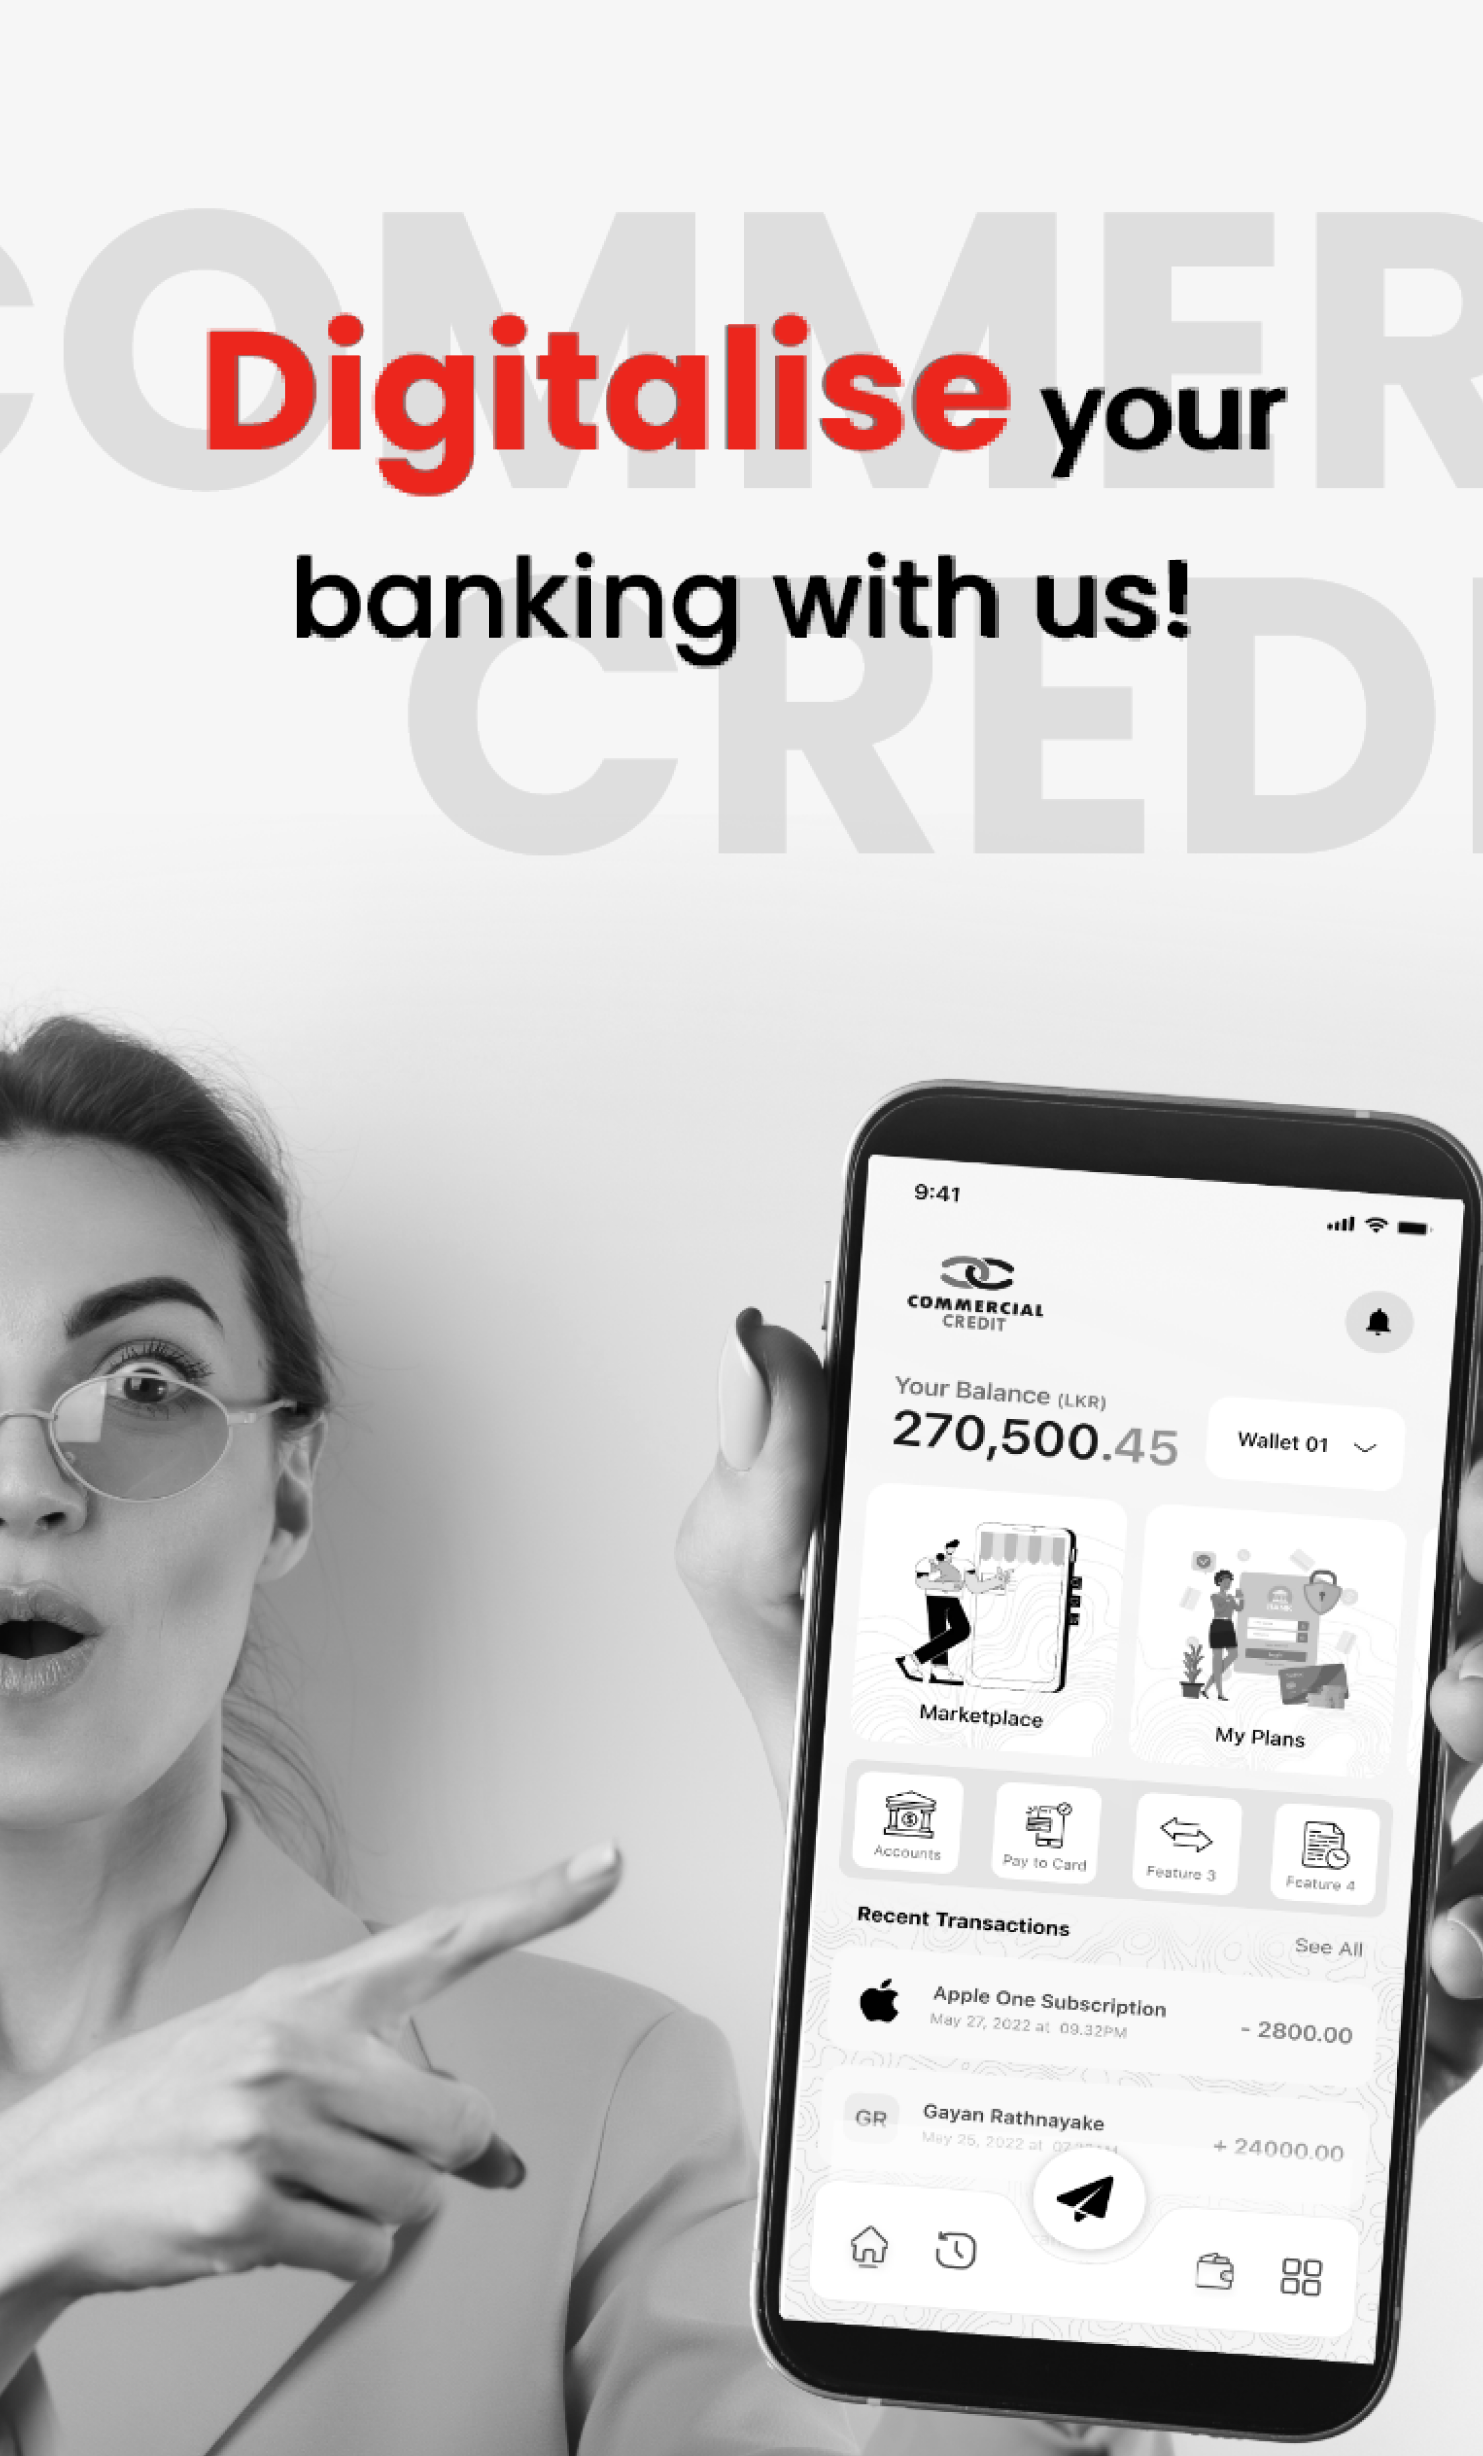 COMMER
Digitalise your
banking with us!
CRED
9:41
COMMERCIAL
CREDIT
Your Balance (LKR)
270,500.45
Wallet 01
Marketplace
My Plans
Accounts
Pay to Card
Feature 3
Feature 4
Recent Transactions
See All
Apple One Subscription
May 27, 2022 at 09.32PM
- 2800.00
GR
Gayan Rathnayake
May 25, 2022 at
+ 24000.00